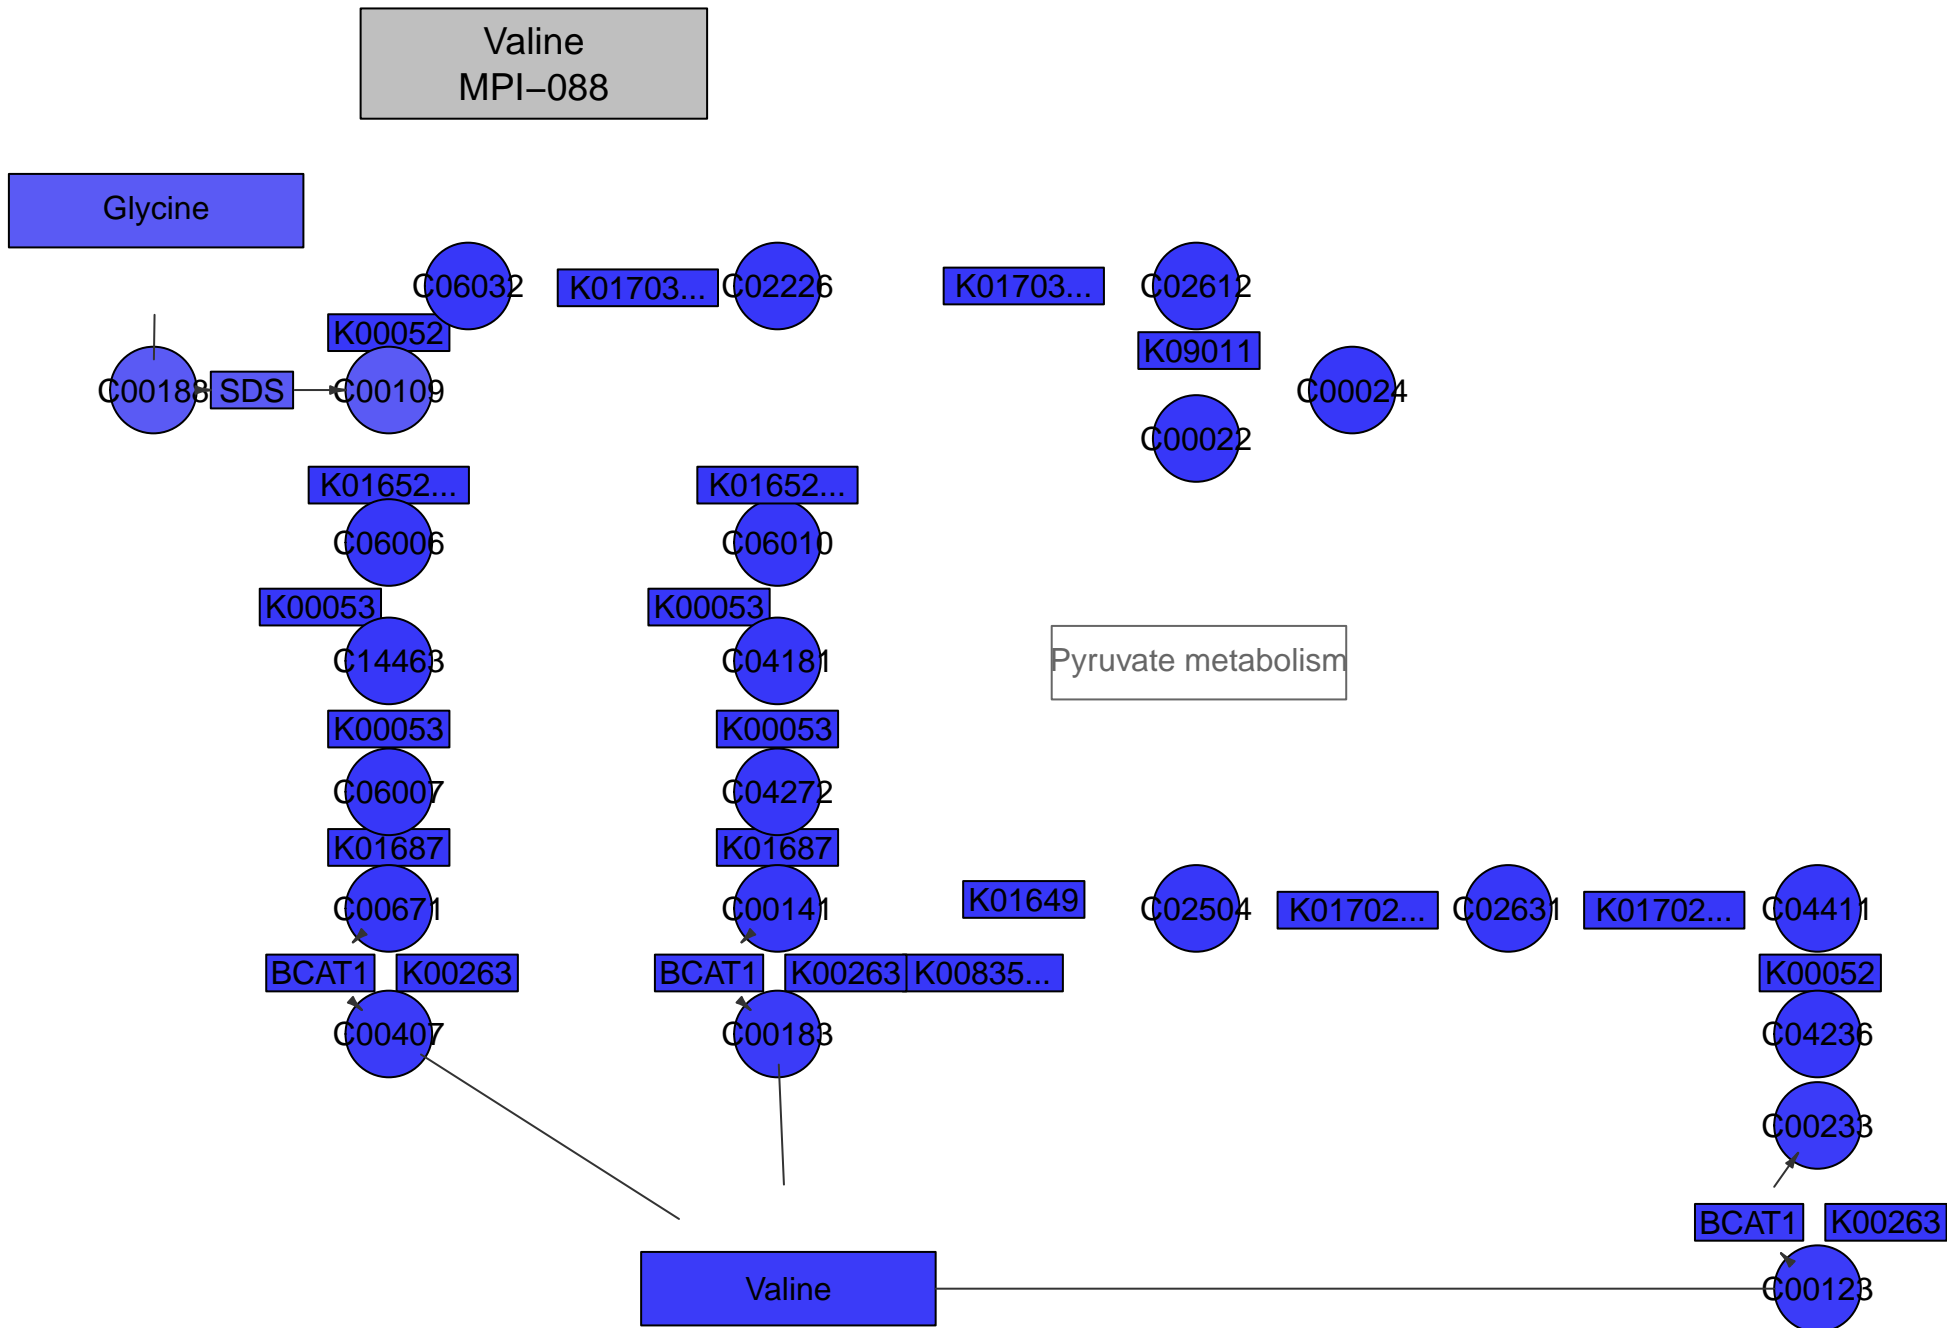 Valine
MPI−088
Glycine
C06032
K01703...
C02226
K01703...
C02612
K00052
K09011
C00188
SDS
C00109
C00024
C00022
K01652...
K01652...
C06006
C06010
K00053
K00053
C14463
C04181
Pyruvate metabolism
K00053
K00053
C06007
C04272
K01687
K01687
C00671
C00141
K01649
C02504
K01702...
C02631
K01702...
C04411
BCAT1
K00263
BCAT1
K00263
K00835...
K00052
C00407
C00183
C04236
C00233
BCAT1
K00263
Valine
C00123